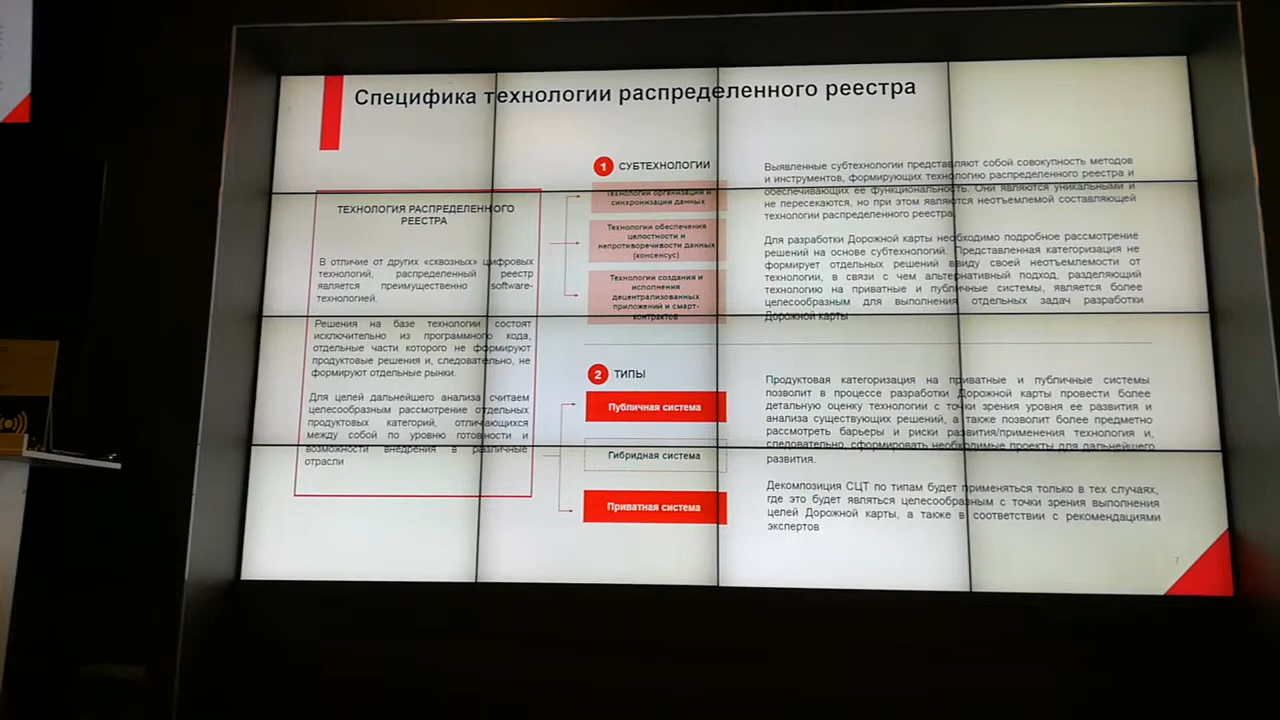 Специфика технологии распределенного реестра
ТЕХНОЛОГИЯ РАСПРЕДЕЛЕННОГО
РЕЕСТРА
В отличие от других «сквозных» цифровых
технологий, распределенный реестр
является преимущественно software-
технологией.
Решения на базе технологии состоят
исключительно из программного кода,
отдельные части которого не формируют
продуктовые решения и, следовательно, не
формируют отдельные рынки.
Для целей дальнейшего анализа считаем
целесообразным рассмотрение отдельных
продуктовых категорий, отличающихся
между собой по уровню готовности и
возможности внедрения в различные
отрасли
1 СУБТЕХНОЛОГИИ
Технологии организации и
синхронизации данных
Технологии обеспечения
целостности и
непротиворечивости данных
(консенсус)
Технологии создания и
исполнения
децентрализованных
приложений и смарт-
контрактов
Выявленные субтехнологии представляют собой совокупность методов
и инструментов, формирующих технологию распределенного реестра и
обеспечивающих ее функциональность. Они являются уникальными и
не пересекаются, но при этом являются неотъемлемой составляющей
технологии распределенного реестра.
Для разработки Дорожной карты необходимо подробное рассмотрение
решений на основе субтехнологий. Представленная категоризация не
формирует отдельных решений ввиду своей неотъемлемости от
технологии, в связи с чем альтернативный подход, разделяющий
технологию на приватные и публичные системы, является более
целесообразным для выполнения отдельных задач разработки
Дорожной карты
2 ТИПЫ
Публичная система
Гибридная система
Приватная система
Продуктовая категоризация на приватные и публичные системы
позволит в процессе разработки Дорожной карты провести более
детальную оценку технологии с точки зрения уровня ее развития и
анализа существующих решений, а также позволит более предметно
рассмотреть барьеры и риски развития/применения технология и,
следовательно, сформировать необходимые проекты для дальнейшего
развития.
Декомпозиция СЦТ по типам будет применяться только в тех случаях,
где это будет являться целесообразным с точки зрения выполнения
целей Дорожной карты, а также в соответствии с рекомендациями
экспертов
7